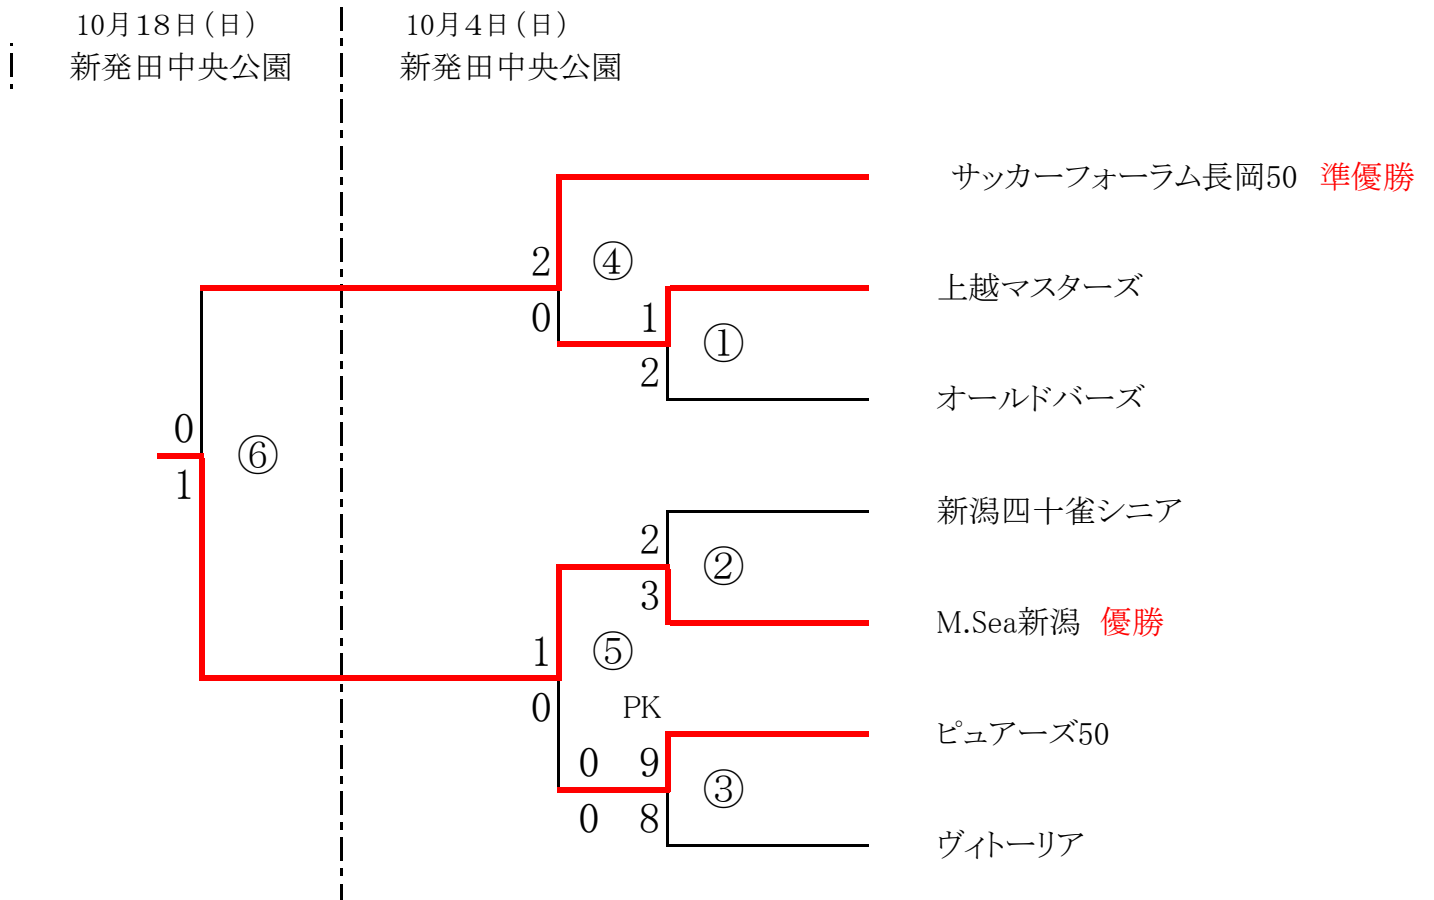 10月18日(日)
10月4日(日)
新発田中央公園
新発田中央公園
サッカーフォーラム長岡50 準優勝
2
④
上越マスターズ
0
1
①
2
オールドバーズ
0
⑥
1
新潟四十雀シニア
2
②
3
M.Sea新潟 優勝
1
⑤
0
PK
ピュアーズ50
0 9
③
0 8
ヴィトーリア